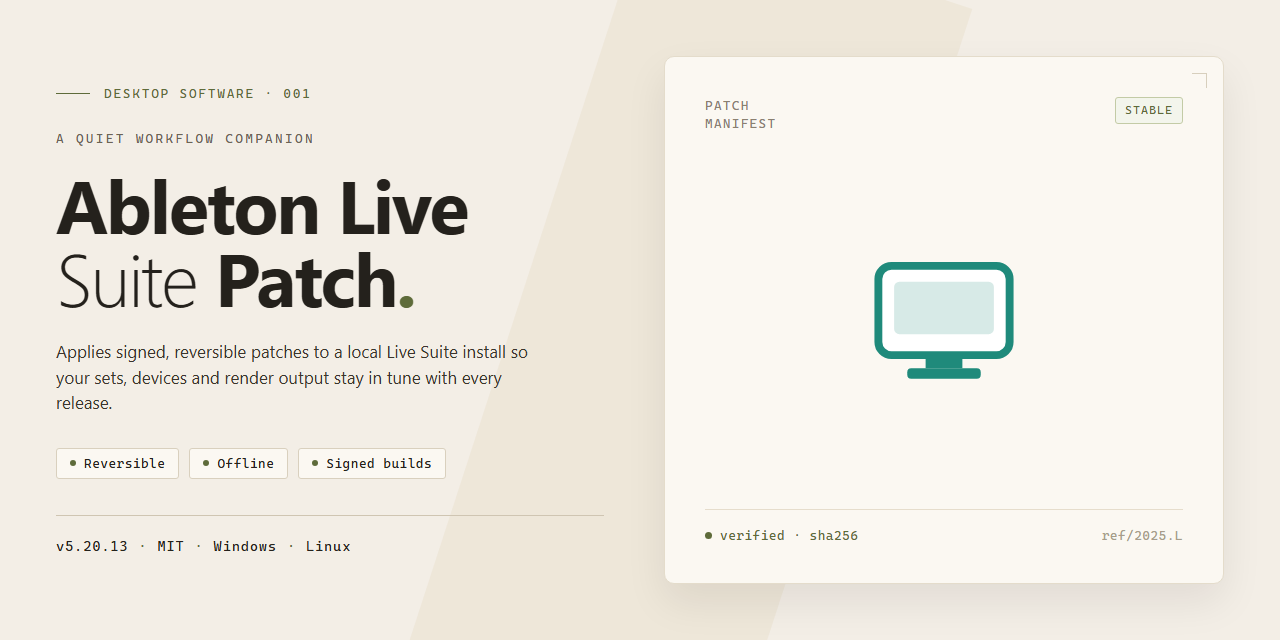 DESKTOP SOFTWARE · 001
A QUIET WORKFLOW COMPANION
Ableton Live
Suite Patch.
Applies signed, reversible patches to a local Live Suite install so
your sets, devices and render output stay in tune with every
release.
Reversible
Offline
Signed builds
v5.20.13 · MIT · Windows · Linux
PATCH
MANIFEST
STABLE
verified · sha256
ref/2025.L